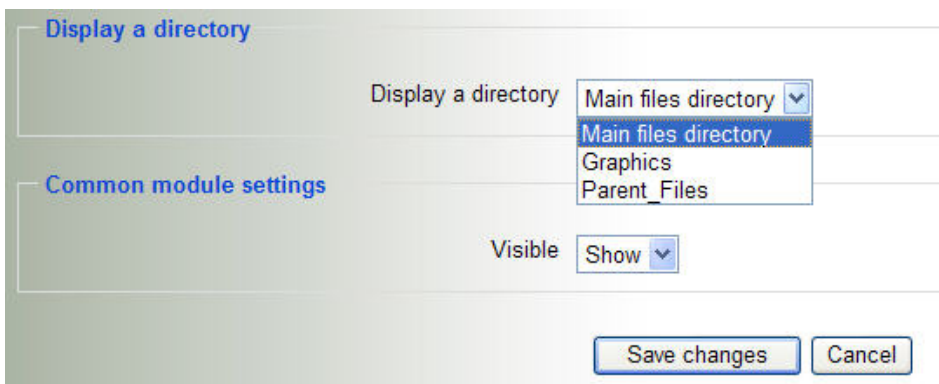 Display a directory
Display a directory Main files directory
Main files directory
Graphics
Parent_Files
Common module settings
Visible Show
Save changes Cancel